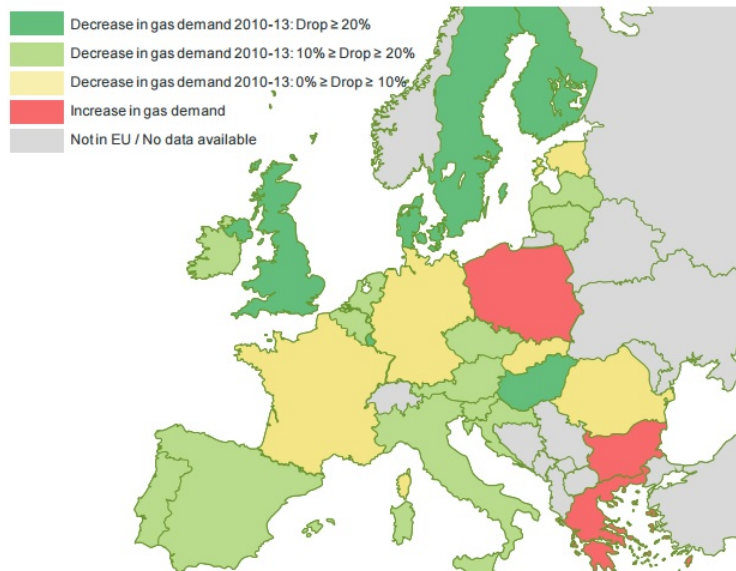 Decrease in gas demand 2010-13: Drop ≥ 20%
Decrease in gas demand 2010-13: 10% ≥ Drop ≥ 20%
Decrease in gas demand 2010-13: 0% ≥ Drop ≥ 10%
Increase in gas demand
Not in EU / No data available